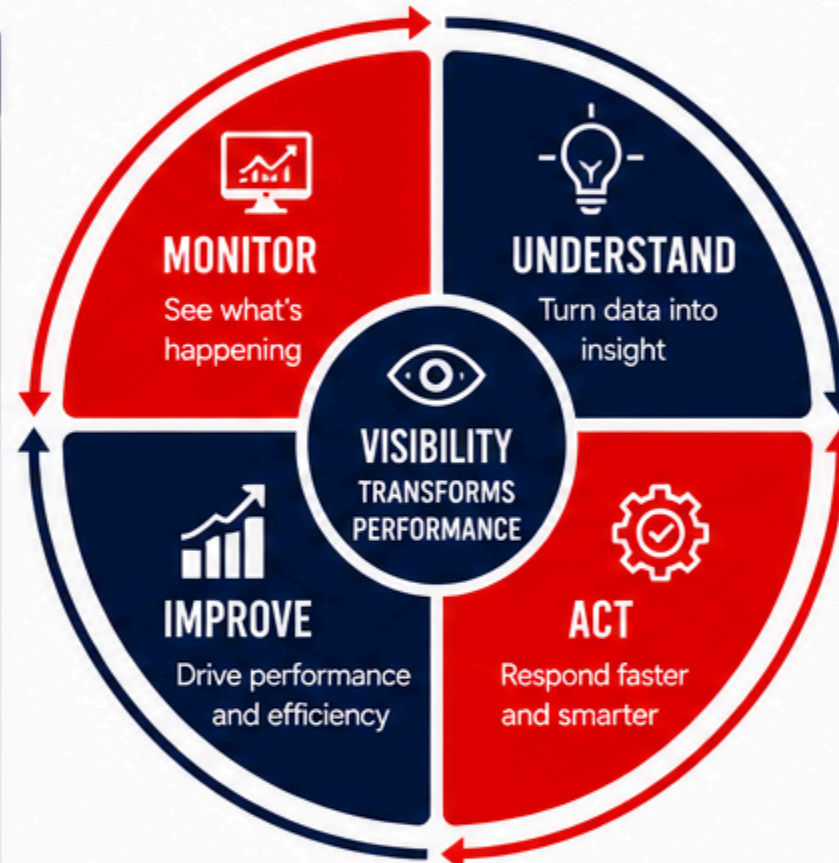 MONITOR
See what's
happening
UNDERSTAND
Turn data into
insight
VISIBILITY
TRANSFORMS
PERFORMANCE
IMPROVE
Drive performance
and efficiency
ACT
Respond faster
and smarter